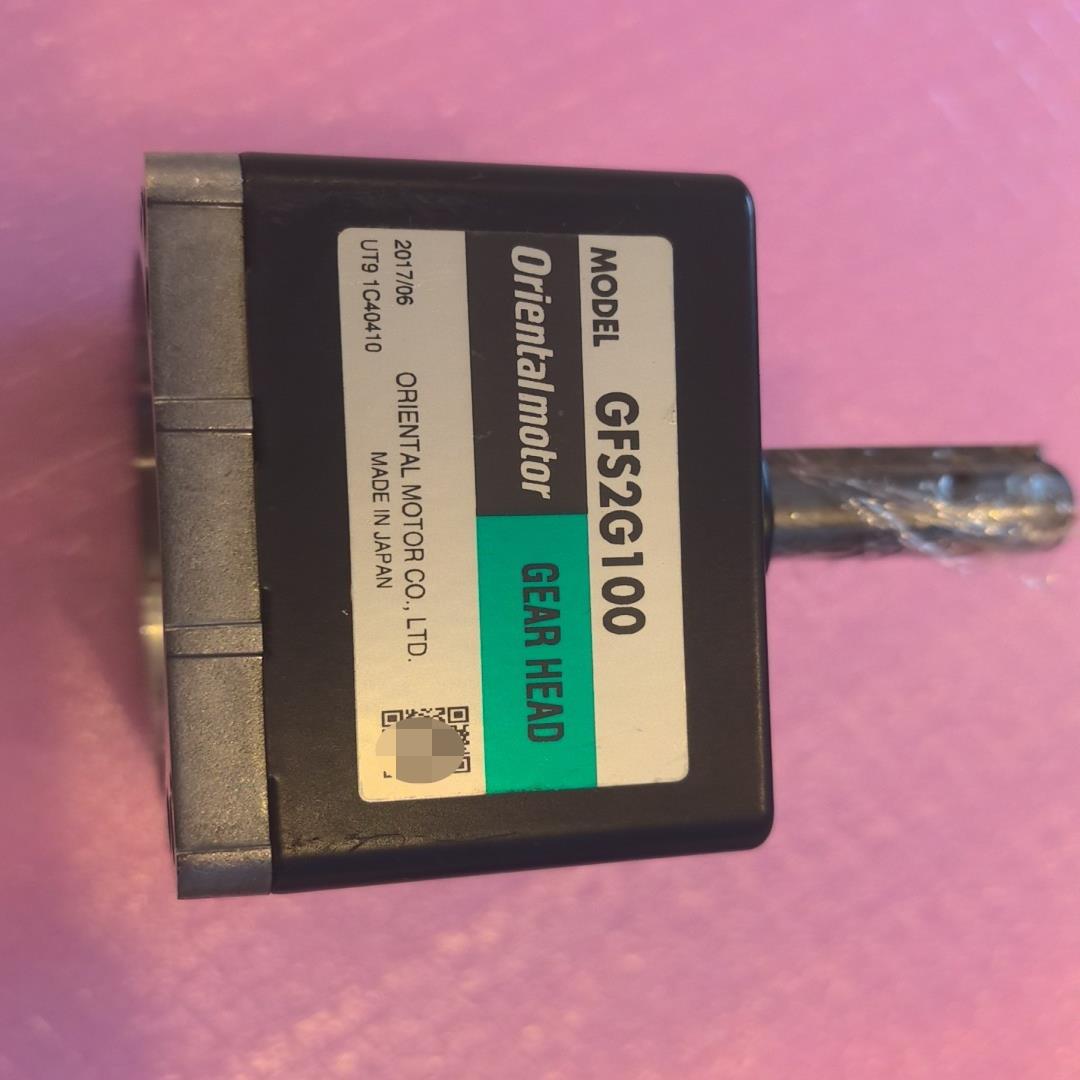 MODEL GFS2G100
Orientalmotor GEAR HEAD
2017/06 ORIENTAL MOTOR CO., LTD.
UT9 1C40410 MADE IN JAPAN